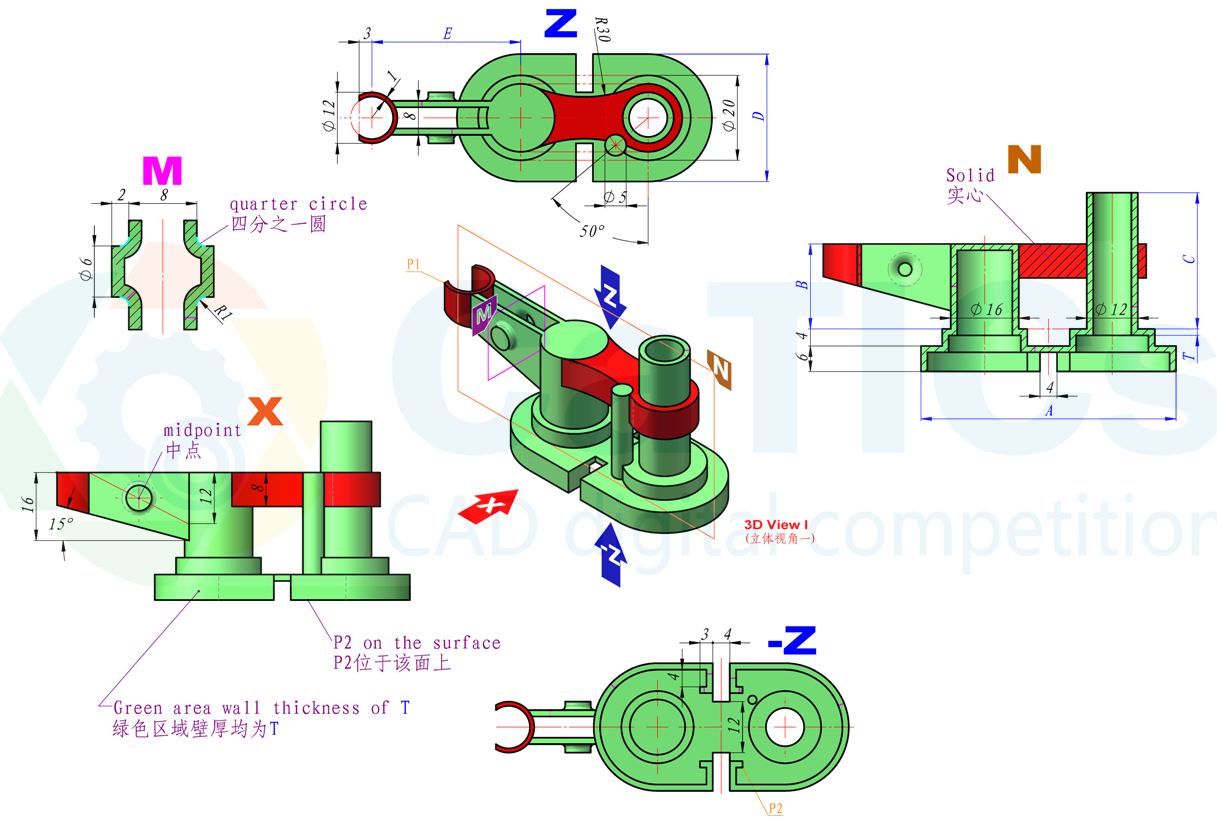 Z
3
E
R30
1
Φ12
8
Φ20
D
Φ5
50°
M
2
8
quarter circle
四分之一圆
Φ6
R1
N
Solid
实心
B
C
Φ16
Φ12
4
6
T
4
A
P1
Z
M
N
X
-Z
3D View I
(立体视角一)
X
midpoint
中点
16
12
8
15°
P2 on the surface
P2位于该面上
Green area wall thickness of T
绿色区域壁厚均为T
-Z
3
4
4
12
P2
CaTICs
CAD digital competition